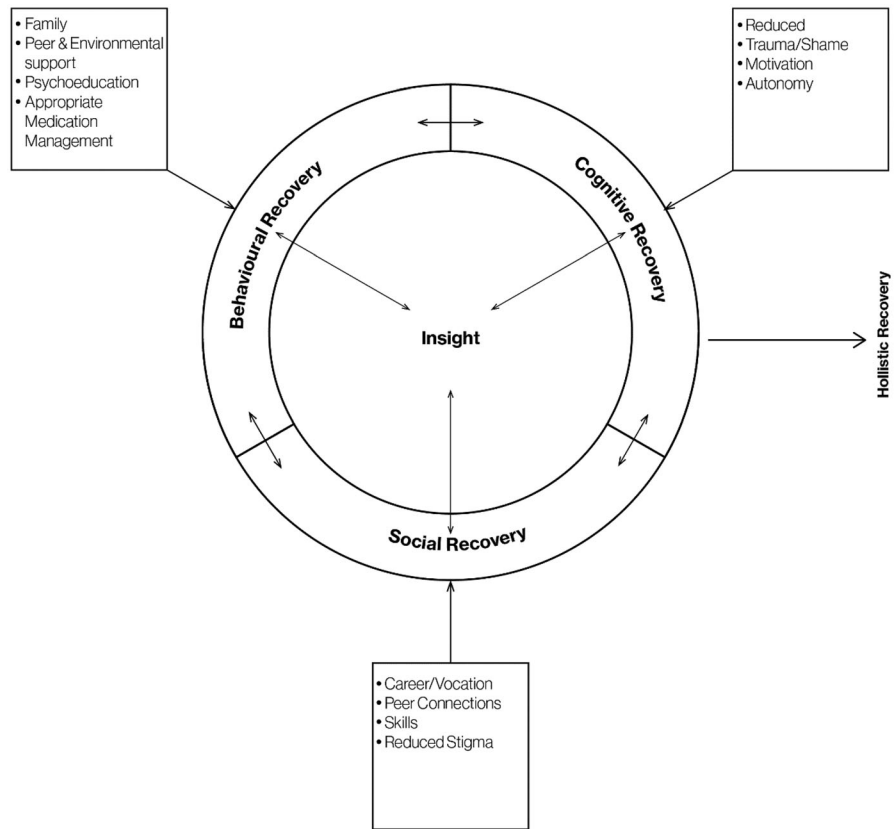 • Family
• Peer & Environmental
support
• Psychoeducation
• Appropriate
Medication
Management
• Reduced
• Trauma/Shame
• Motivation
• Autonomy
Behavioural Recovery
Cognitive Recovery
Insight
Hollistic Recovery
Social Recovery
• Career/Vocation
• Peer Connections
• Skills
• Reduced Stigma